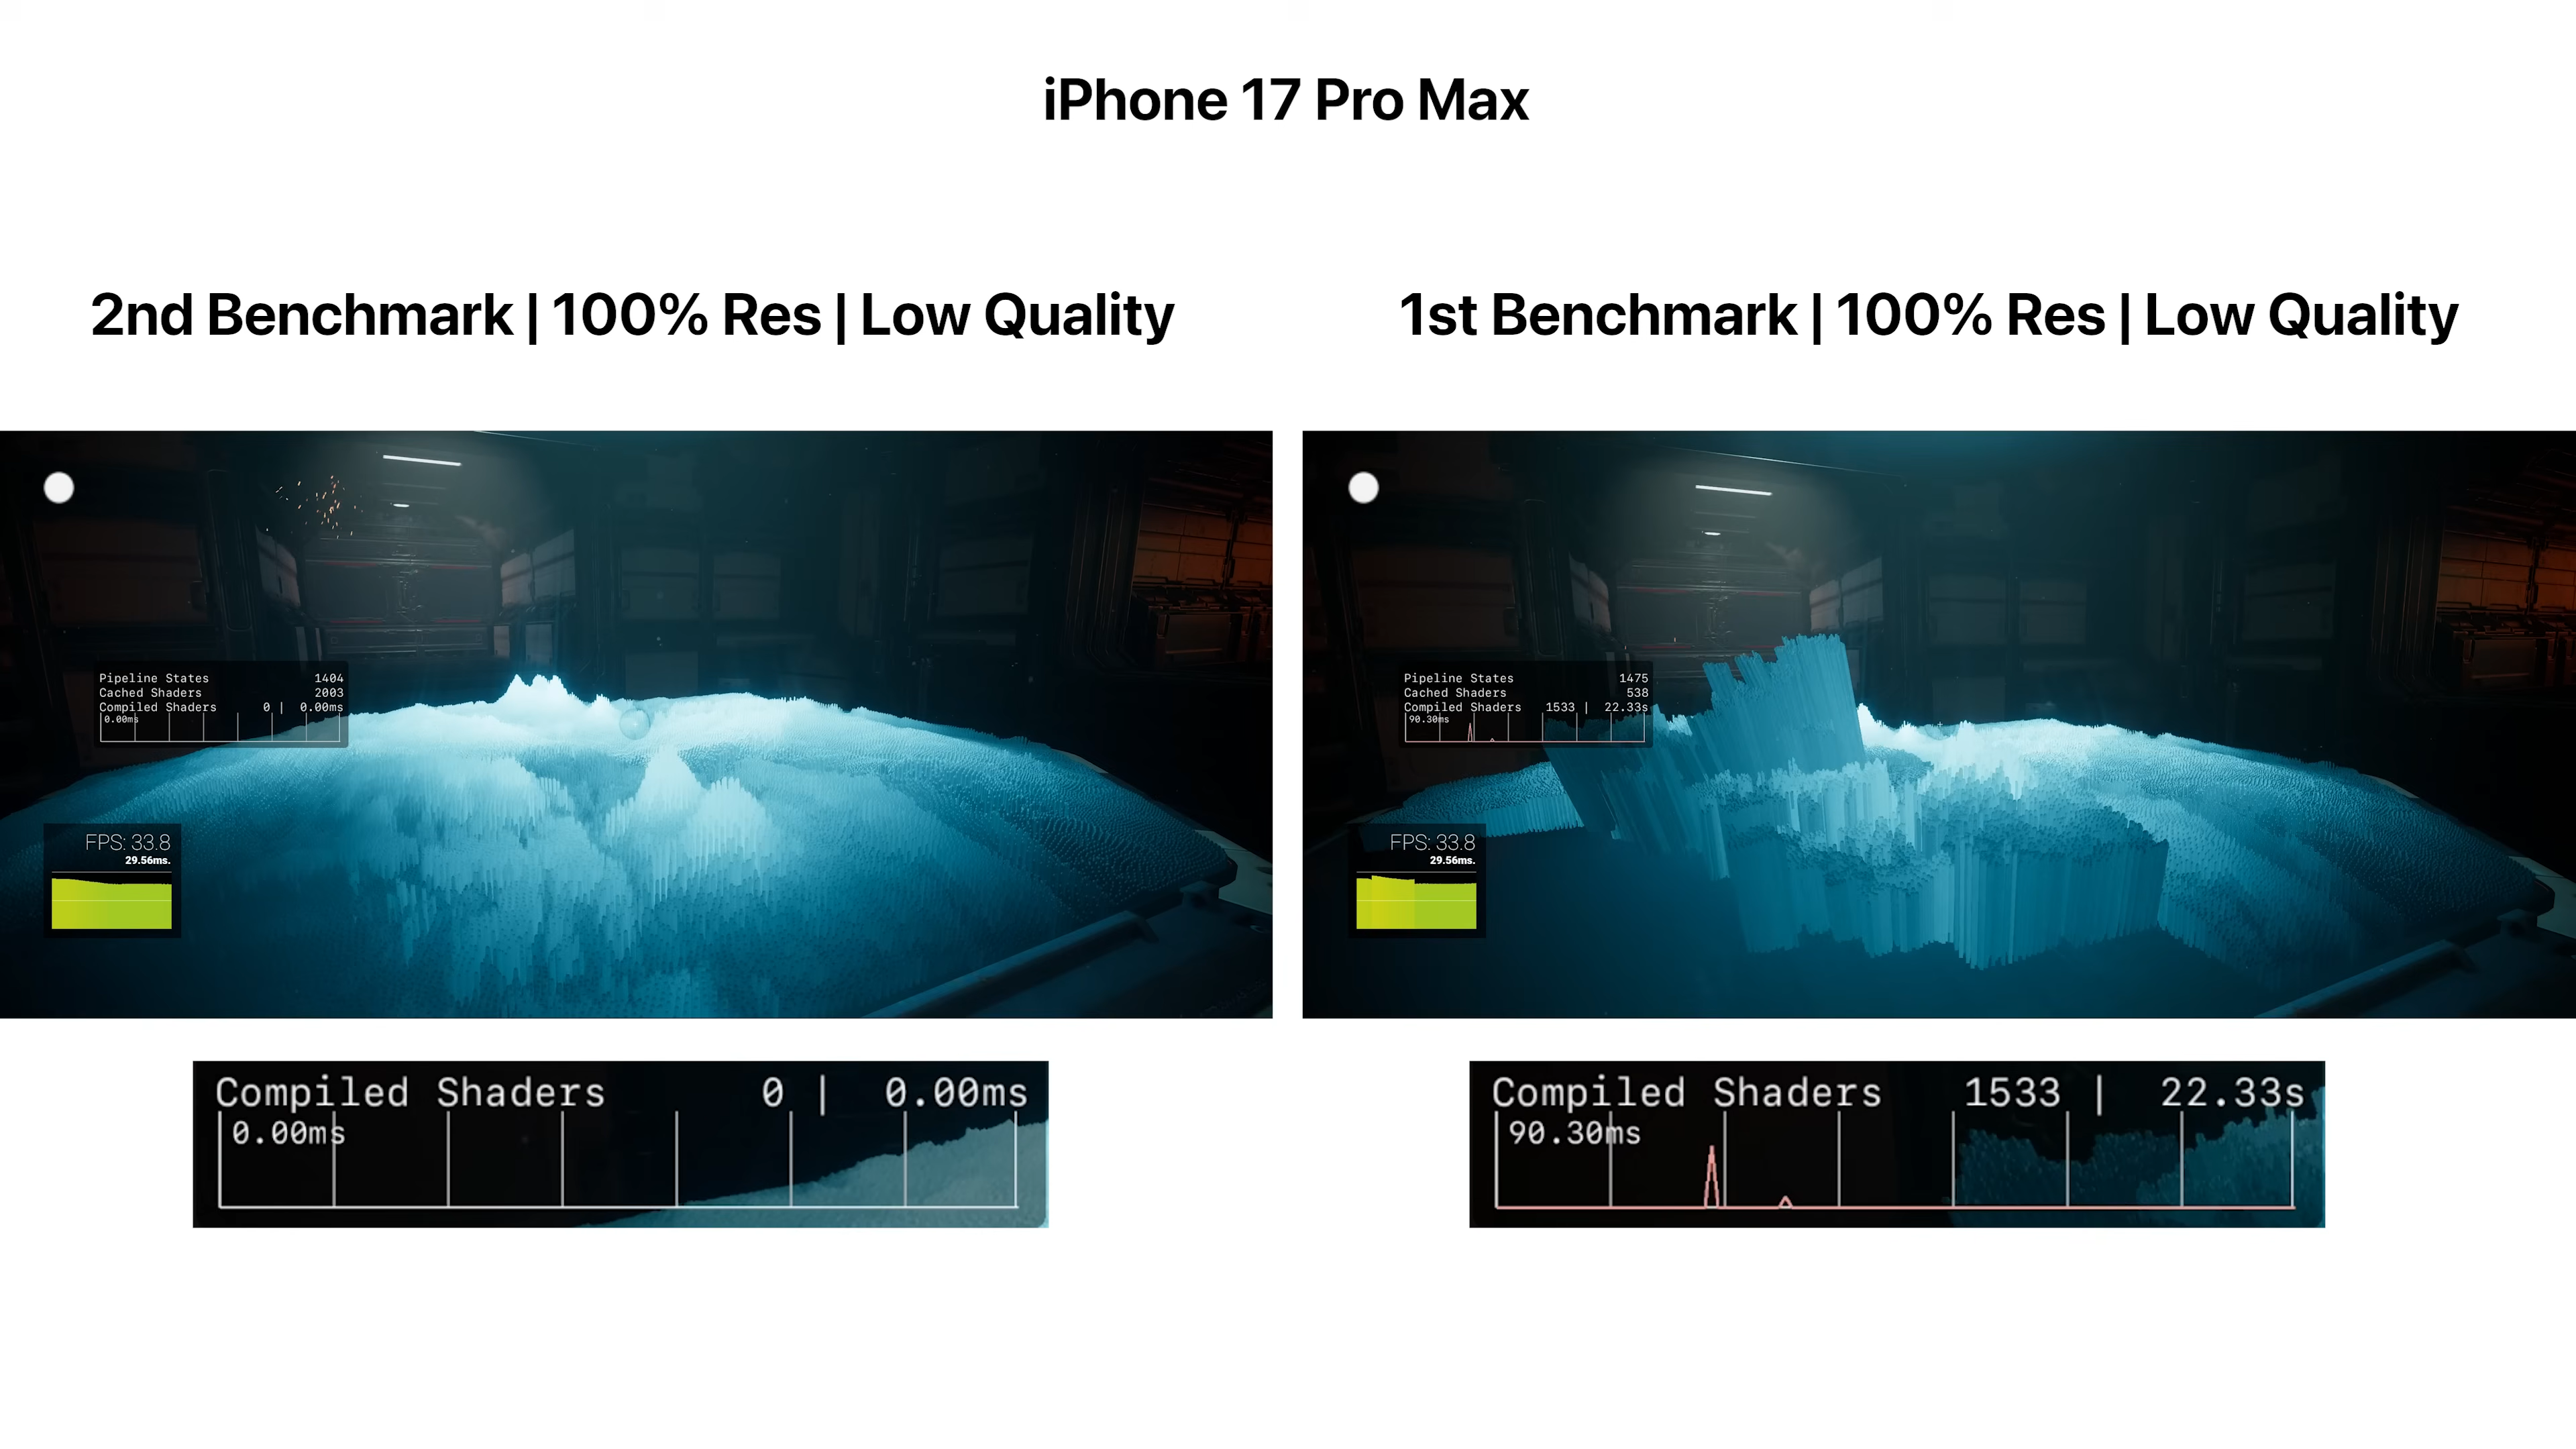 iPhone 17 Pro Max
2nd Benchmark | 100% Res | Low Quality
1st Benchmark | 100% Res | Low Quality
Pipeline States 1404
Cached Shaders 2003
Compiled Shaders 0 | 0.00ms
0.00ms
FPS: 33.8
29.56ms.
Pipeline States 1475
Cached Shaders 538
Compiled Shaders 1533 | 22.33s
90.30ms
FPS: 33.8
29.56ms.
Compiled Shaders 0 | 0.00ms
0.00ms
Compiled Shaders 1533 | 22.33s
90.30ms